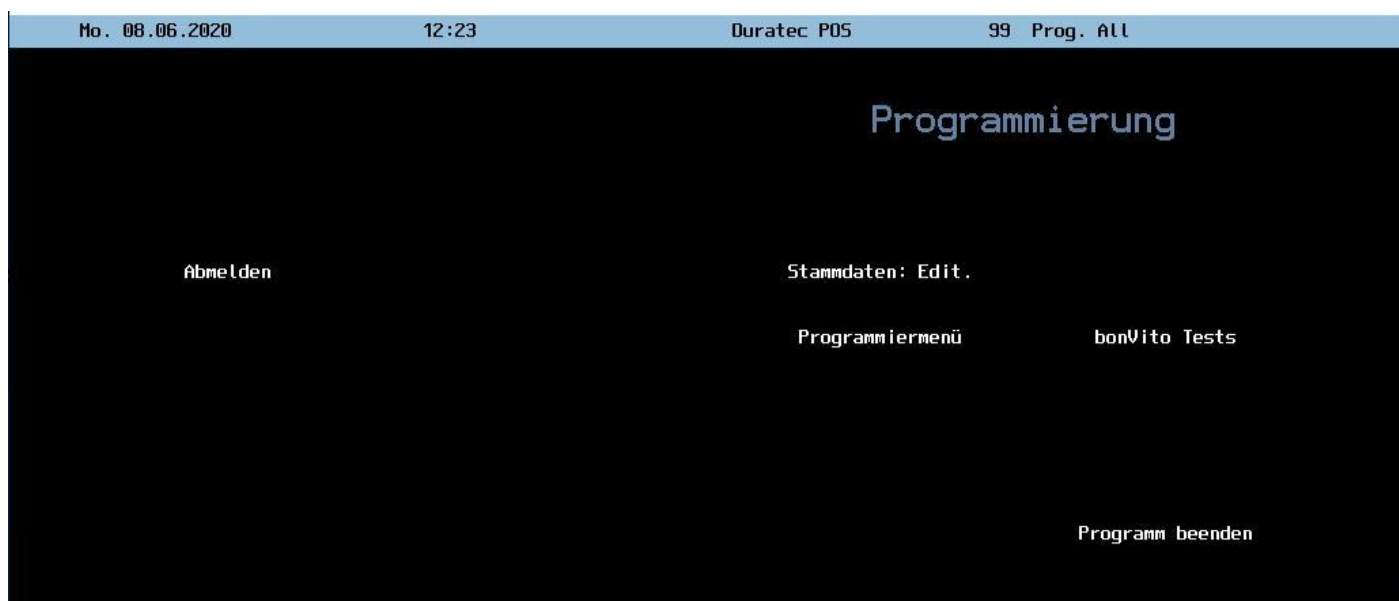 Mo. 08.06.2020 12:23 Duratec POS 99 Prog. All
Programmierung
Abmelden Stammdaten: Edit.
Programmiermenü bonVito Tests
Programm beenden